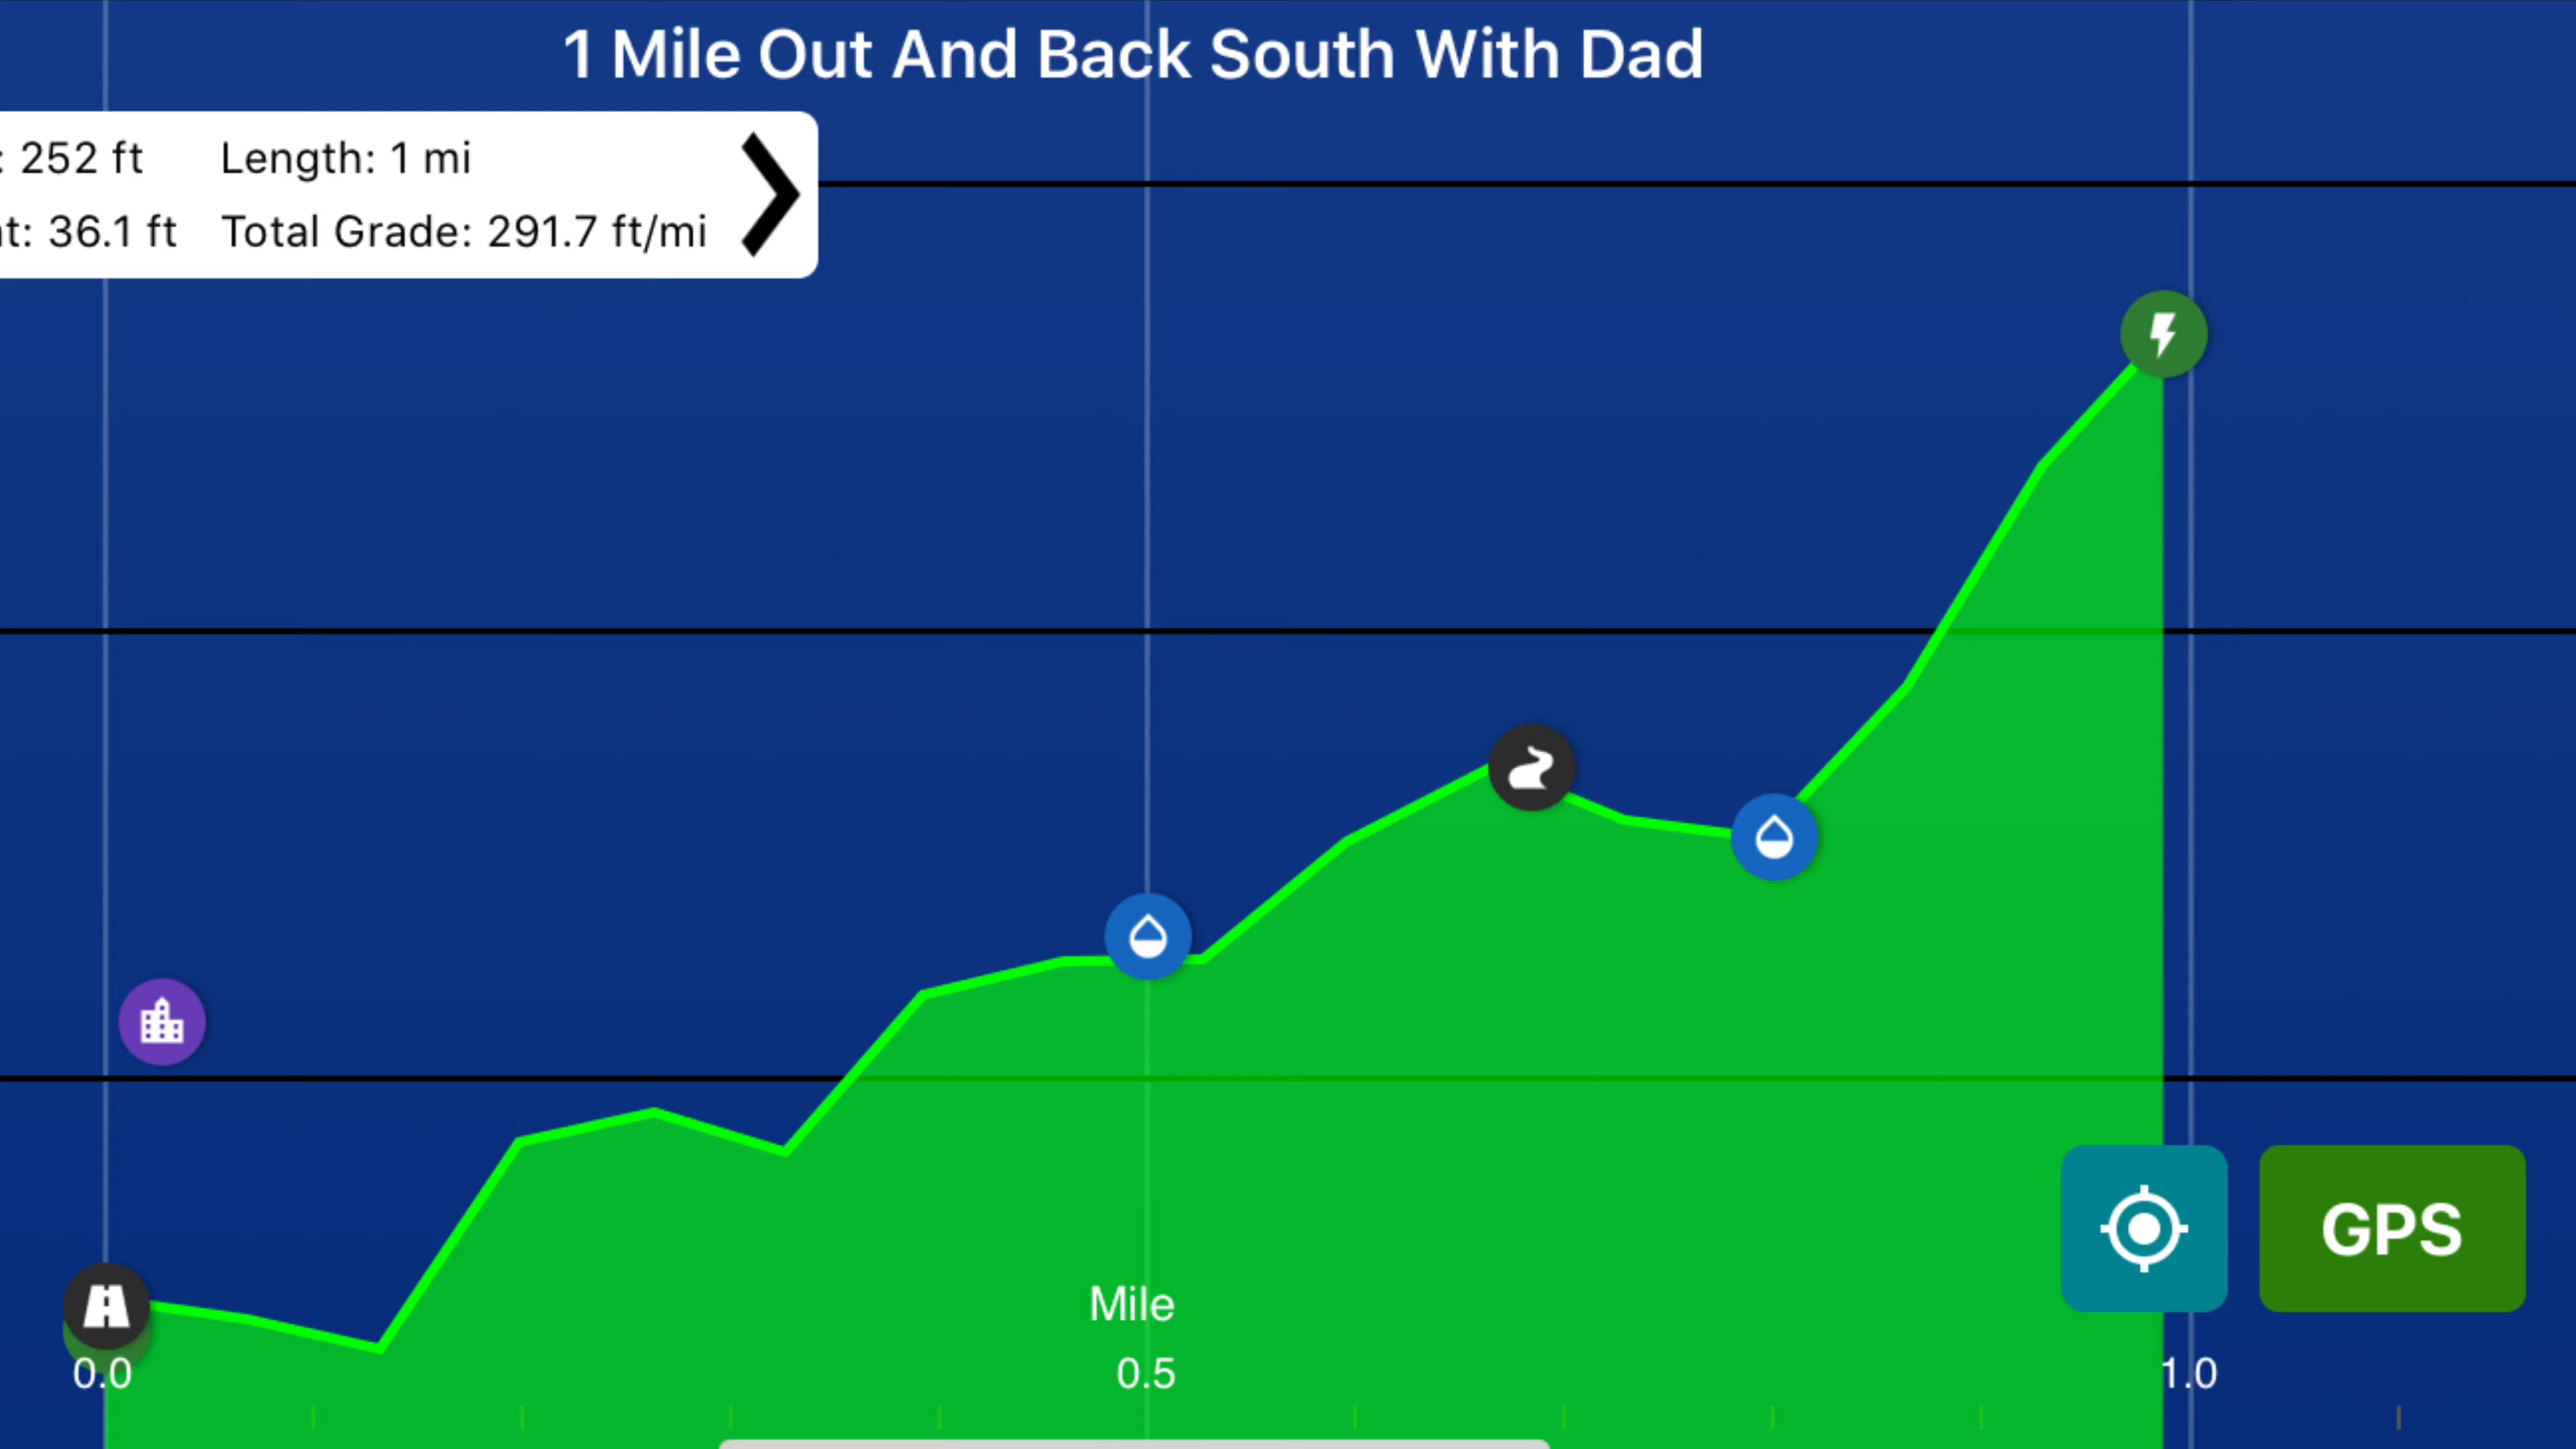 1 Mile Out And Back South With Dad
: 252 ft Length: 1 mi
t: 36.1 ft Total Grade: 291.7 ft/mi
GPS
Mile
0.0 0.5 1.0